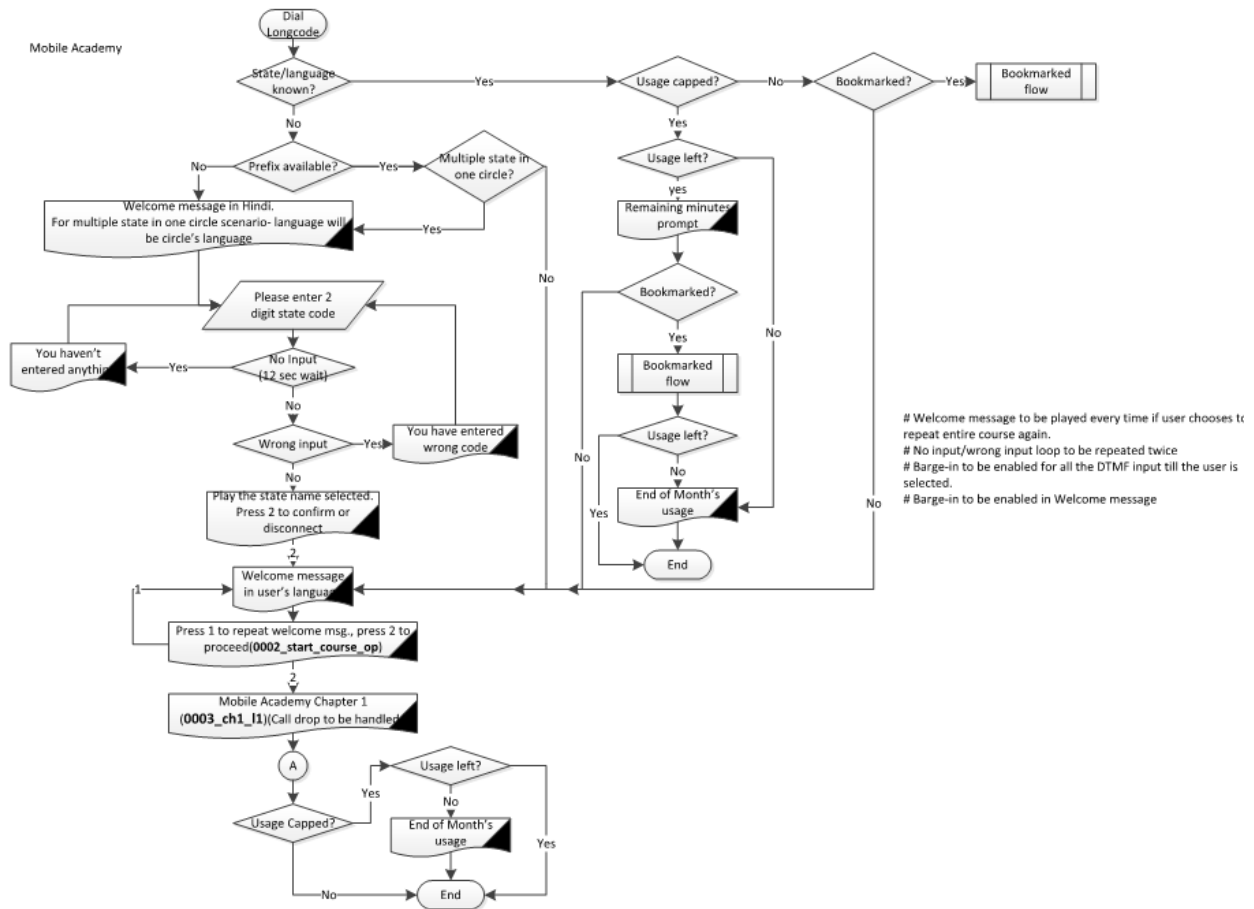 Mobile Academy
Dial
Longcode
State/language
known?
Yes
Usage capped?
No
Bookmarked?
Yes
Bookmarked
flow
No
Yes
Prefix available?
No
Yes
Multiple state in
one circle?
Usage left?
yes
Welcome message in Hindi.
For multiple state in one circle scenario- language will
be circle's language
Yes
Remaining minutes
prompt
No
Please enter 2
digit state code
Bookmarked?
No
Yes
You haven't
entered anythin
Yes
No Input
(12 sec wait)
Bookmarked
flow
No
Wrong input
Yes
You have entered
wrong code
Usage left?
No
Yes
No
No
End of Month's
usage
No
Play the state name selected.
Press 2 to confirm or
disconnect
End
2
# Welcome message to be played every time if user chooses to
repeat entire course again.
# No input/wrong input loop to be repeated twice
# Barge-in to be enabled for all the DTMF input till the user is
selected.
# Barge-in to be enabled in Welcome message
Welcome message
in user's languag
1
Press 1 to repeat welcome msg., press 2 to
proceed(0002_start_course_op)
2
Mobile Academy Chapter 1
(0003_ch1_l1)(Call drop to be handled
A
Usage left?
Yes
No
Usage Capped?
End of Month's
usage
Yes
No
End